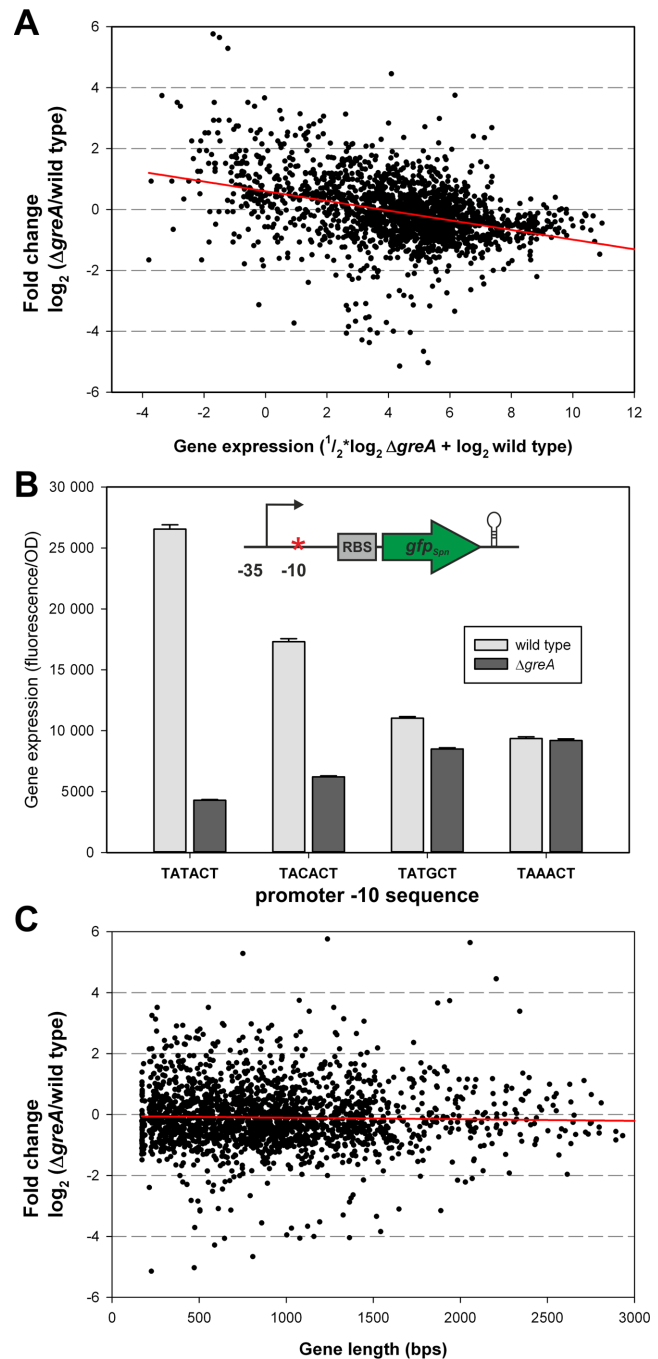 A
Fold change
log2 (ΔgreA/wild type)
6
4
2
0
-2
-4
-6
-4 -2 0 2 4 6 8 10 12
Gene expression (1/2*log2 ΔgreA + log2 wild type)
B
Gene expression (fluorescence/OD)
30 000
25 000
20 000
15 000
10 000
5000
0
-35 -10 * RBS gfpSpn
wild type
ΔgreA
TATACT TACACT TATGCT TAAACT
promoter -10 sequence
C
Fold change
log2 (ΔgreA/wild type)
6
4
2
0
-2
-4
-6
0 500 1000 1500 2000 2500 3000
Gene length (bps)